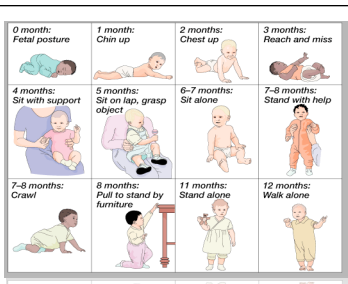 0 month:
Fetal posture
1 month:
Chin up
2 months:
Chest up
3 months:
Reach and miss
4 months:
Sit with support
5 months:
Sit on lap, grasp
object
6–7 months:
Sit alone
7–8 months:
Stand with help
7–8 months:
Crawl
8 months:
Pull to stand by
furniture
11 months:
Stand alone
12 months:
Walk alone